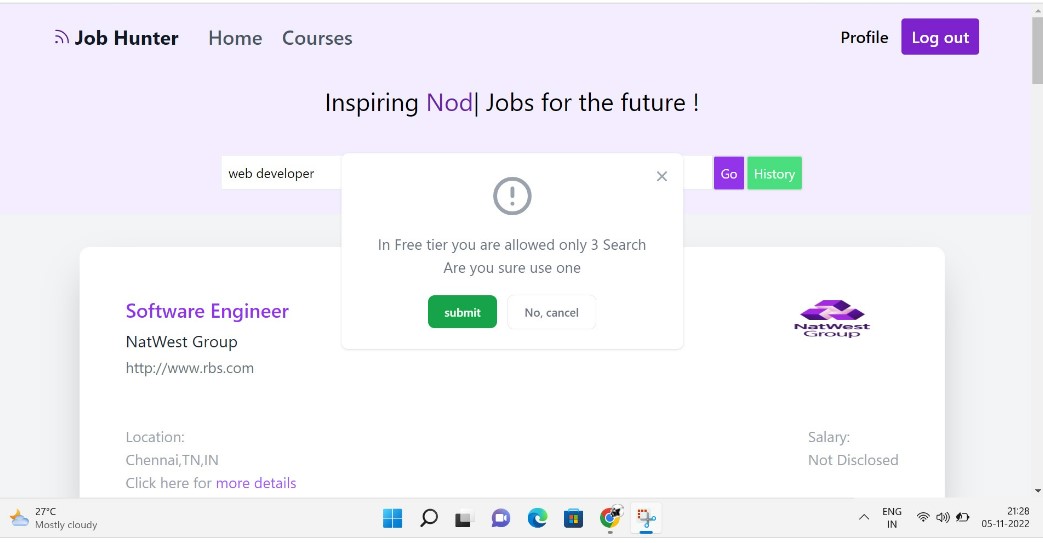 Job Hunter Home Courses Profile Log out
Inspiring Nod| Jobs for the future !
web developer Go History
In Free tier you are allowed only 3 Search
Are you sure use one
submit No, cancel
Software Engineer
NatWest Group
http://www.rbs.com
NatWest
Group
Location:
Chennai,TN,IN
Click here for more details
Salary:
Not Disclosed
27°C
Mostly cloudy
ENG
IN
21:28
05-11-2022